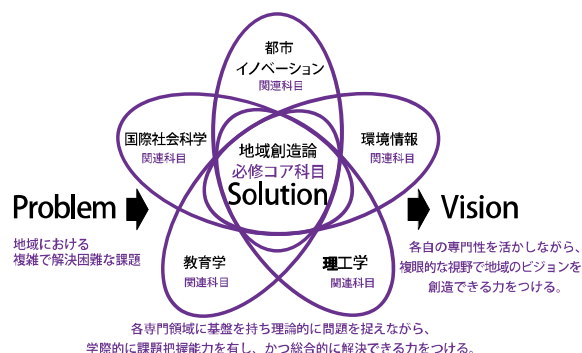 都市
イノベーション
関連科目
国際社会科学
関連科目
環境情報
関連科目
地域創造論
必修コア科目
Solution
Problem
Vision
地域における
複雑で解決困難な課題
各自の専門性を活かしながら、
複眼的な視野で地域のビジョンを
創造できる力をつける。
教育学
関連科目
理工学
関連科目
各専門領域に基盤を持ち理論的に問題を捉えながら、
学際的に課題把握能力を有し、かつ総合的に解決できる力をつける。